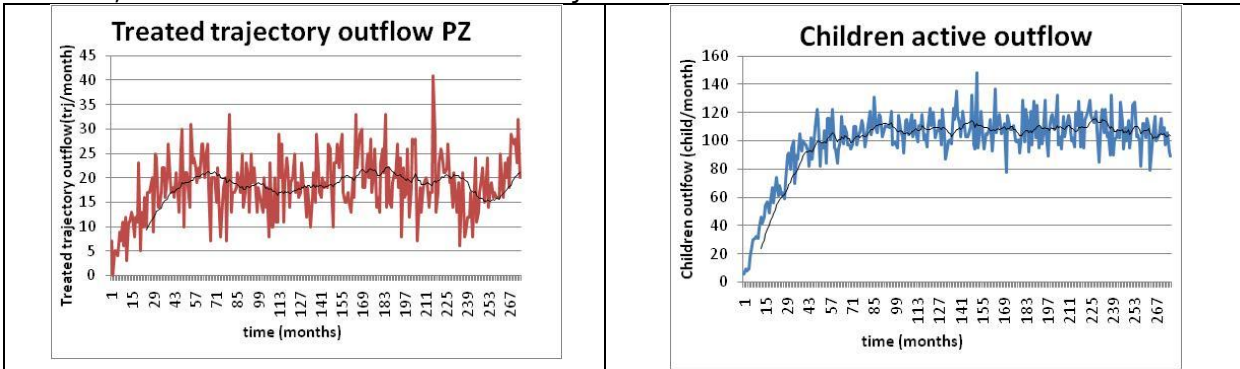 Treated trajectory outflow PZ
Treated trajectory outflow(trj/month)
45
40
35
30
25
20
15
10
5
0
1 15 29 43 57 71 85 99 113 127 141 155 169 183 197 211 225 239 253 267
time (months)
Children active outflow
Children outlfow (child/month)
160
140
120
100
80
60
40
20
0
1 15 29 43 57 71 85 99 113 127 141 155 169 183 197 211 225 239 253 267
time (months)